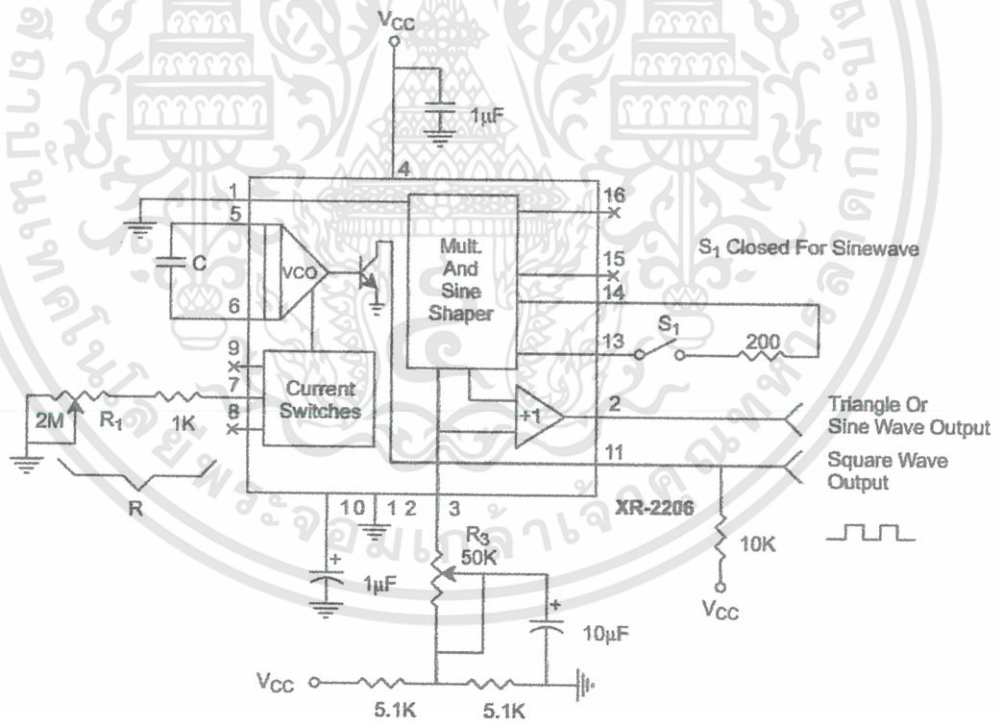 VCC
1µF
4
1
16
5
Mult.
And
Sine
Shaper
S1 Closed For Sinewave
C
VCO
15
14
6
S1
200
13
9
7
Current
Switches
8
2M
R1
1K
+1
2
Triangle Or
Sine Wave Output
11
Square Wave
Output
R
10
1 2
3
XR-2206
R3
50K
10K
1µF
VCC
10µF
VCC
5.1K
5.1K